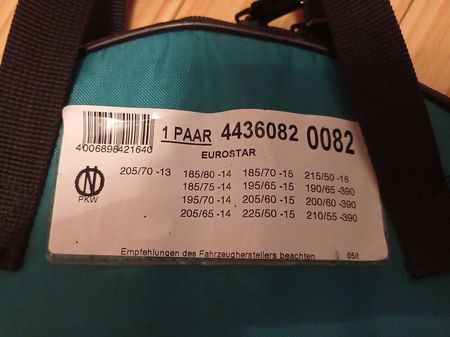 1 PAAR 4436082 0082
4006898421640
EUROSTAR
205/70 -13 185/80 -14 185/70 -15 215/50 -16
185/75 -14 195/65 -15 190/65 -390
195/70 -14 205/60 -15 200/60 -390
205/65 -14 225/50 -15 210/55 -390
N
PKW
Empfehlungen des Fahrzeugherstellers beachten